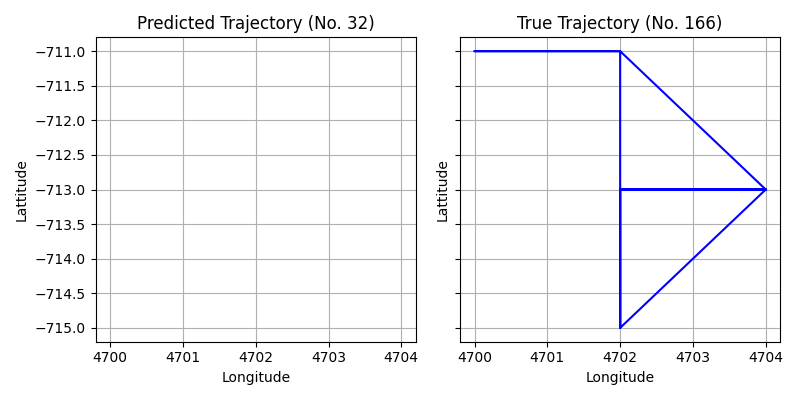 Predicted Trajectory (No. 32)
−711.0
−711.5
−712.0
−712.5
−713.0
−713.5
−714.0
−714.5
−715.0
Lattitude
4700 4701 4702 4703 4704
Longitude
True Trajectory (No. 166)
Lattitude
4700 4701 4702 4703 4704
Longitude